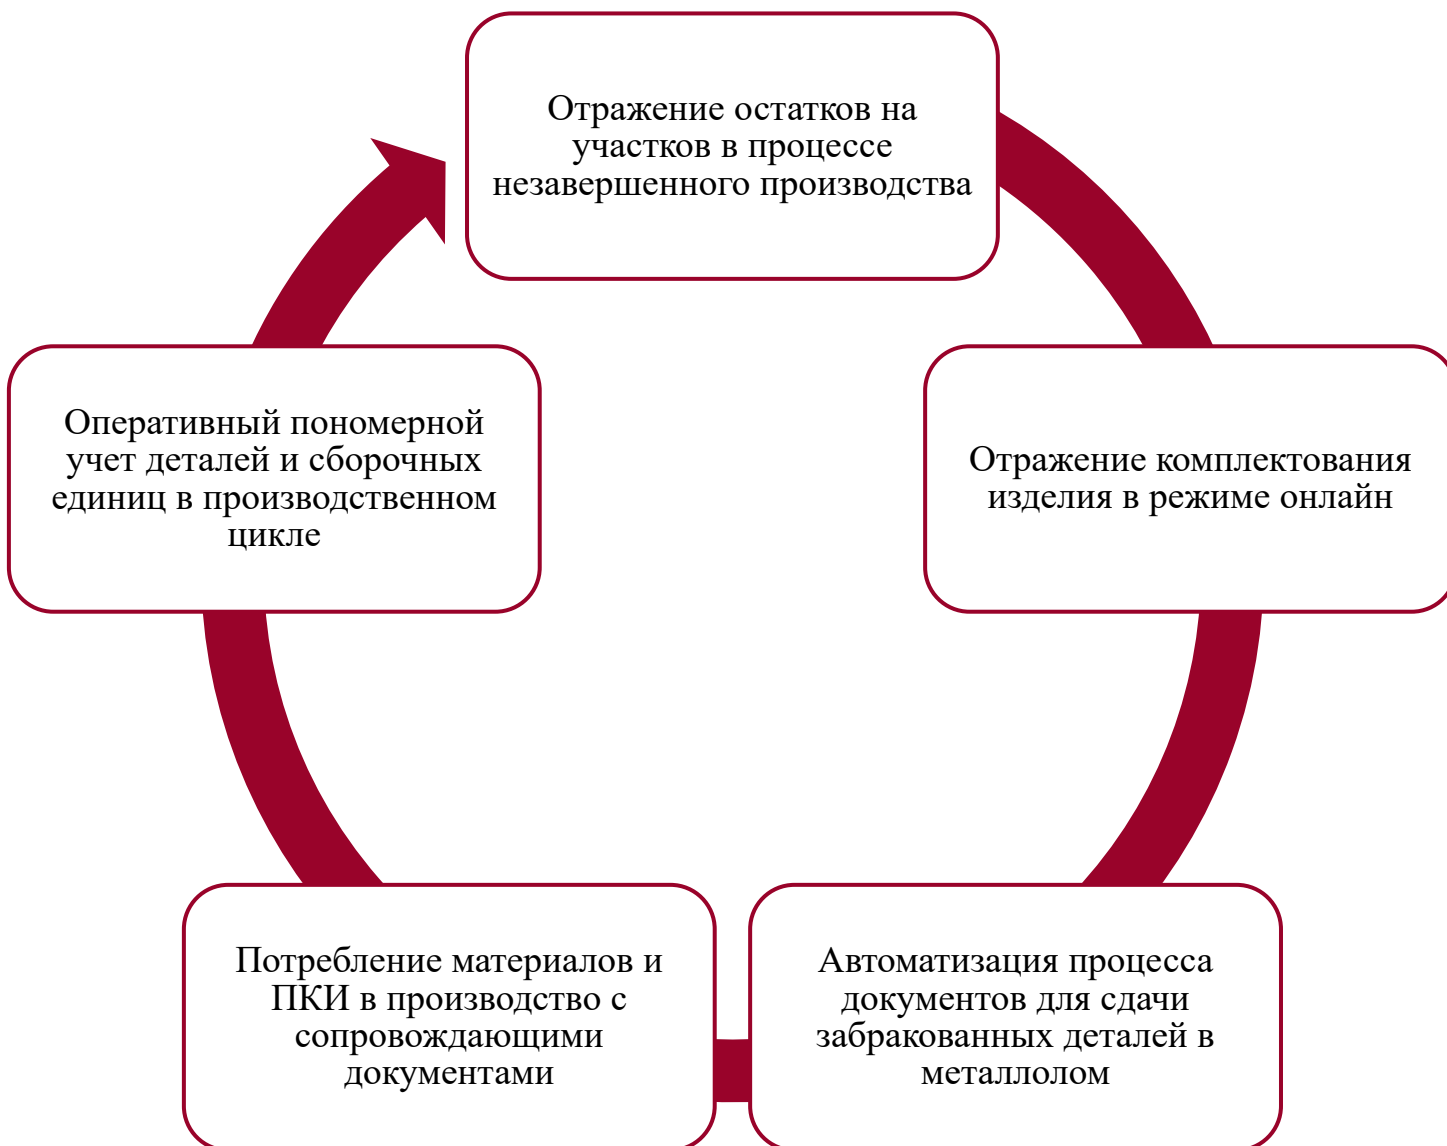 Отражение остатков на
участков в процессе
незавершенного производства
Отражение комплектования
изделия в режиме онлайн
Автоматизация процесса
документов для сдачи
забракованных деталей в
металлолом
Потребление материалов и
ПКИ в производство с
сопровождающими
документами
Оперативный пономерной
учет деталей и сборочных
единиц в производственном
цикле